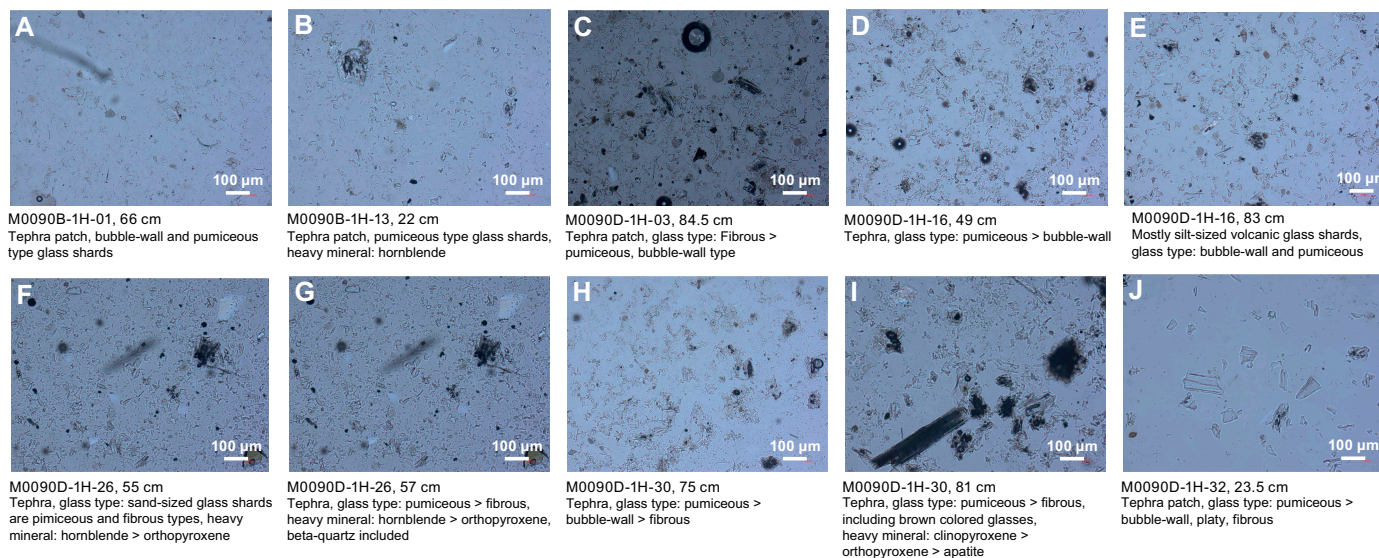 A
100 µm
M0090B-1H-01, 66 cm
Tephra patch, bubble-wall and pumiceous
type glass shards
B
100 µm
M0090B-1H-13, 22 cm
Tephra patch, pumiceous type glass shards,
heavy mineral: hornblende
C
100 µm
M0090D-1H-03, 84.5 cm
Tephra patch, glass type: Fibrous >
pumiceous, bubble-wall type
D
100 µm
M0090D-1H-16, 49 cm
Tephra, glass type: pumiceous > bubble-wall
E
100 µm
M0090D-1H-16, 83 cm
Mostly silt-sized volcanic glass shards,
glass type: bubble-wall and pumiceous
F
100 µm
M0090D-1H-26, 55 cm
Tephra, glass type: sand-sized glass shards
are pimiceous and fibrous types, heavy
mineral: hornblende > orthopyroxene
G
100 µm
M0090D-1H-26, 57 cm
Tephra, glass type: pumiceous > fibrous,
heavy mineral: hornblende > orthopyroxene,
beta-quartz included
H
100 µm
M0090D-1H-30, 75 cm
Tephra, glass type: pumiceous >
bubble-wall > fibrous
I
100 µm
M0090D-1H-30, 81 cm
Tephra, glass type: pumiceous > fibrous,
including brown colored glasses,
heavy mineral: clinopyroxene >
orthopyroxene > apatite
J
100 µm
M0090D-1H-32, 23.5 cm
Tephra patch, glass type: pumiceous >
bubble-wall, platy, fibrous